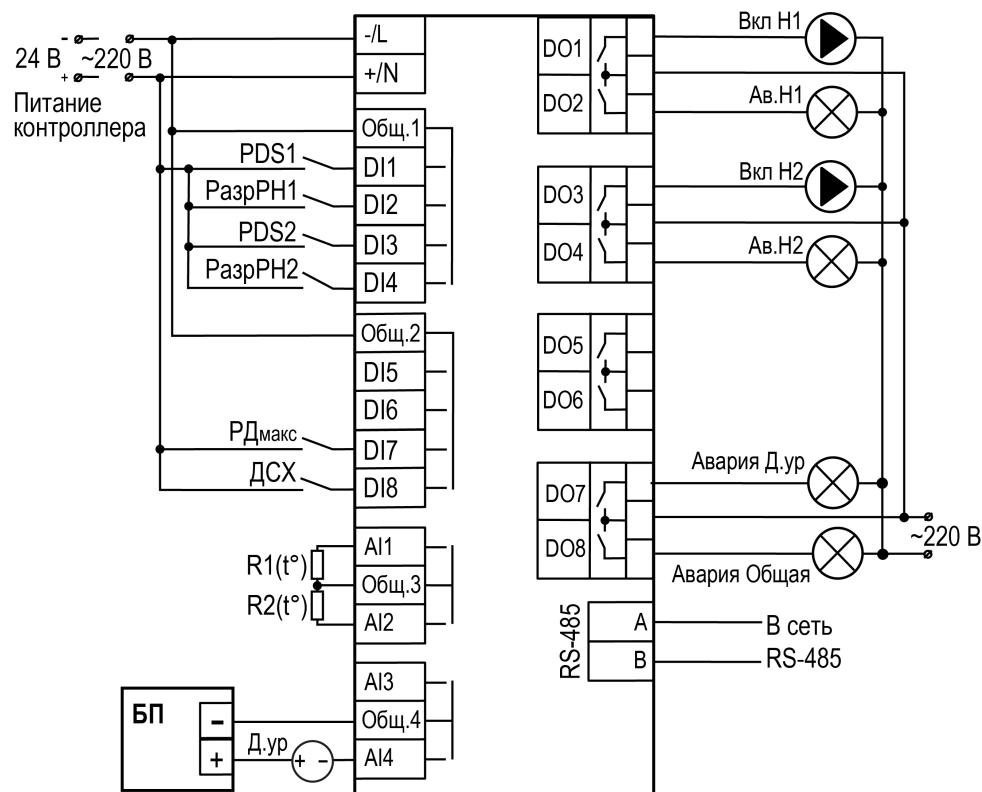 - 24 В ~220 В
+
Питание
контроллера
-/L
+/N
Общ.1
PDS1 DI1
РазрРН1 DI2
PDS2 DI3
РазрРН2 DI4
Общ.2
DI5
DI6
РДмакс DI7
ДСХ DI8
R1(t°) AI1
Общ.3
R2(t°) AI2
AI3
БП - Общ.4
+ Д.ур + - AI4
DO1 Вкл Н1
DO2 Ав.Н1
DO3 Вкл Н2
DO4 Ав.Н2
DO5
DO6
DO7 Авария Д.ур
~220 В
DO8 Авария Общая
RS-485
A В сеть
B RS-485